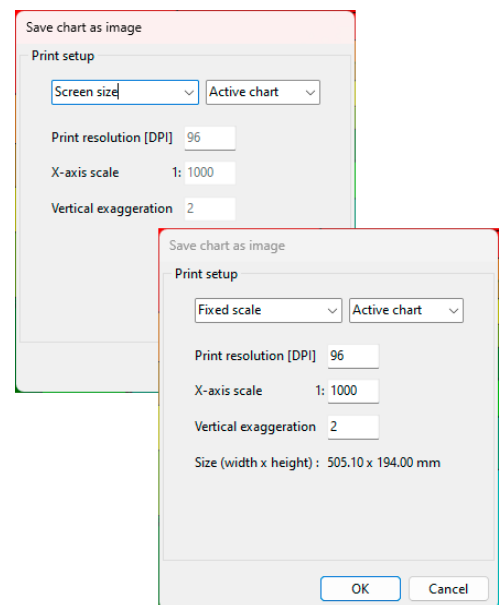 Save chart as image
Print setup
Screen size Active chart
Print resolution [DPI] 96
X-axis scale 1: 1000
Vertical exaggeration 2
Save chart as image
Print setup
Fixed scale Active chart
Print resolution [DPI] 96
X-axis scale 1: 1000
Vertical exaggeration 2
Size (width x height) : 505.10 x 194.00 mm
OK Cancel